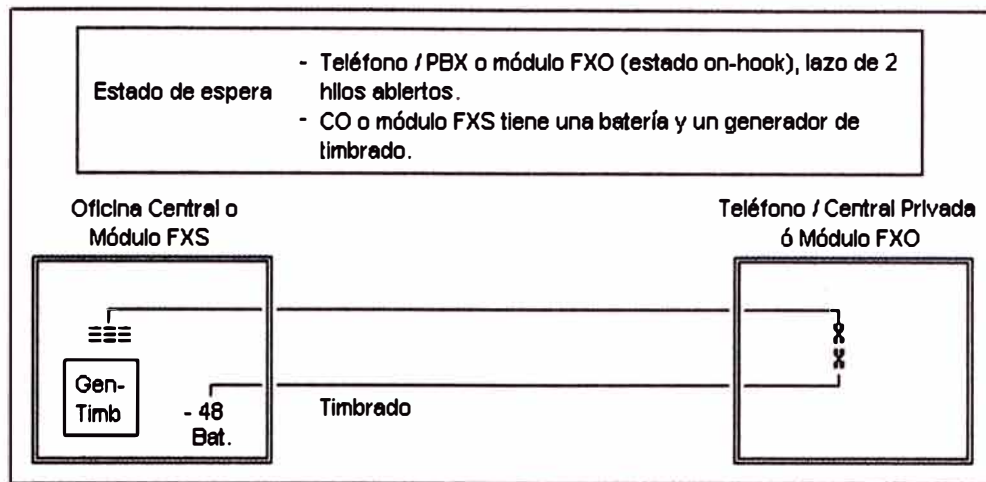 Estado de espera
- Teléfono / PBX o módulo FXO (estado on-hook), lazo de 2
hilos abiertos.
- CO o módulo FXS tiene una batería y un generador de
timbrado.
Oficina Central o
Módulo FXS
Teléfono / Central Privada
ó Módulo FXO
Gen-
Timb
- 48
Bat.
Timbrado